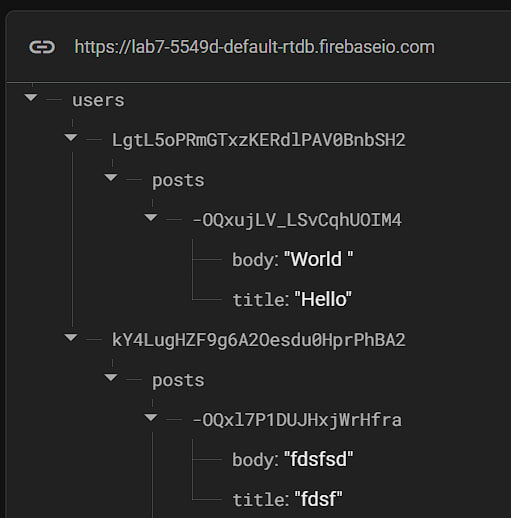 https://lab7-5549d-default-rtdb.firebaseio.com
users
LgtL5oPRmGTxzKERdlPAV0BnbSH2
posts
-OQxujLV_LSvCqhUOIM4
body: "World "
title: "Hello"
kY4LugHZF9g6A2Oesdu0HprPhBA2
posts
-OQxl7P1DUJHxjWrHfra
body: "fdsfsd"
title: "fdsf"